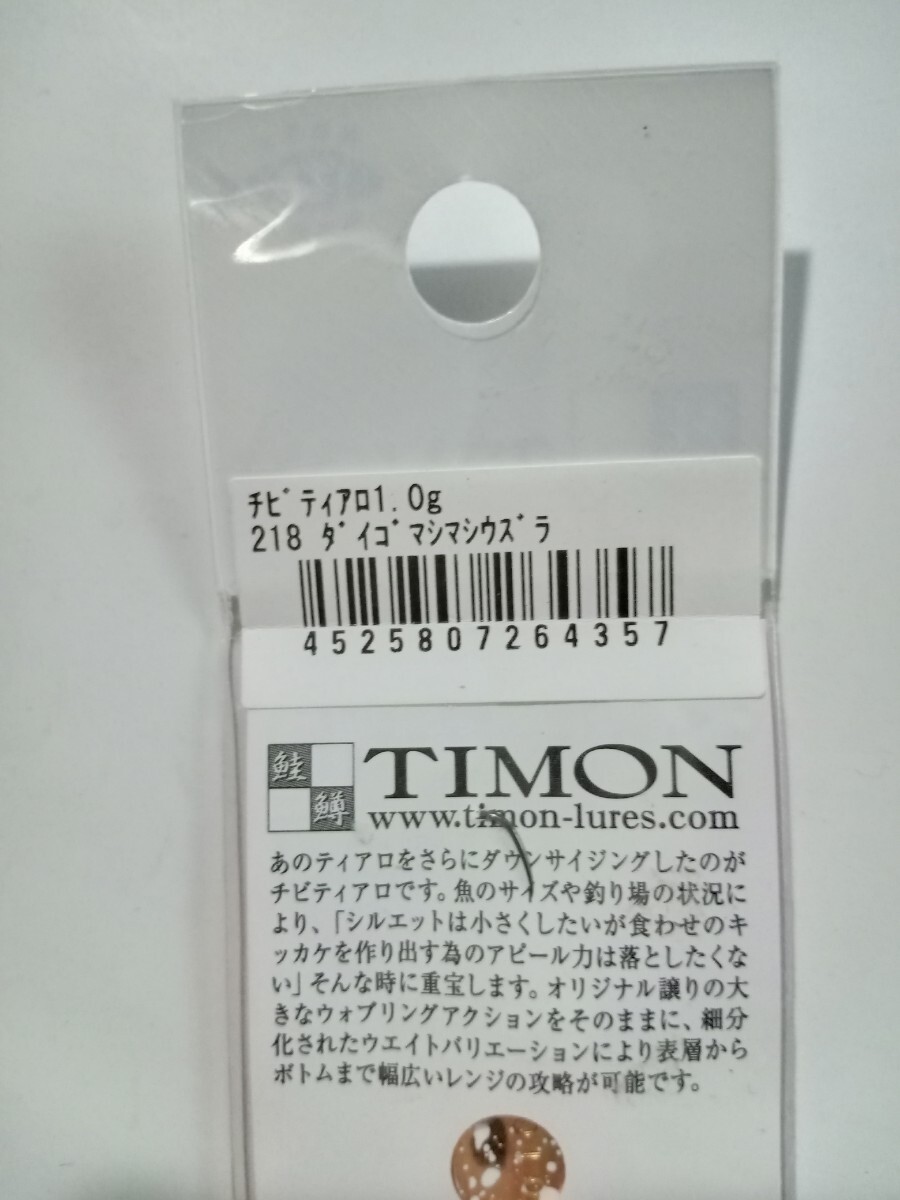 ﾁﾋﾞﾃｨｱﾛ1.0g
218 ﾀﾞｲｺﾞﾏｼﾏｼｳｽﾞﾗ
4525807264357
鮭
鱒
TIMON
www.timon-lures.com
あのティアロをさらにダウンサイジングしたのが
チビティアロです。魚のサイズや釣り場の状況に
より、「シルエットは小さくしたいが食わせのキ
ッカケを作り出す為のアピール力は落としたくな
い」そんな時に重宝します。オリジナル譲りの大
きなウォブリングアクションをそのままに、細分
化されたウエイトバリエーションにより表層から
ボトムまで幅広いレンジの攻略が可能です。